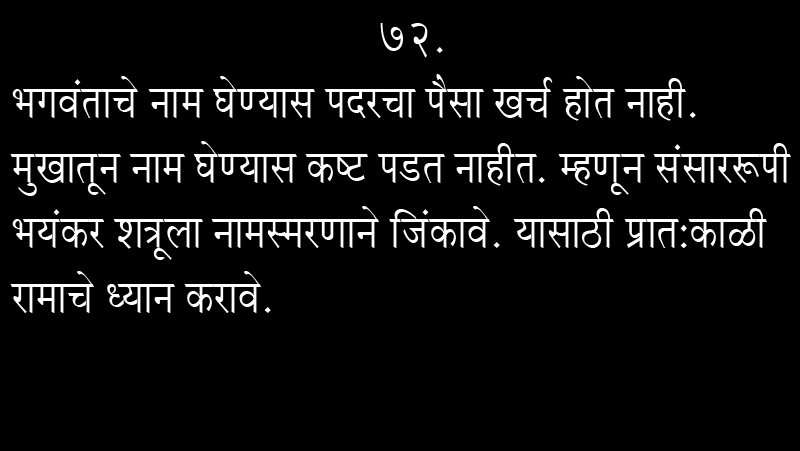 ७२.
भगवंताचे नाम घेण्यास पदरचा पैसा खर्च होत नाही.
मुखातून नाम घेण्यास कष्ट पडत नाहीत. म्हणून संसाररूपी
भयंकर शत्रूला नामस्मरणाने जिंकावे. यासाठी प्रात:काळी
रामाचे ध्यान करावे.